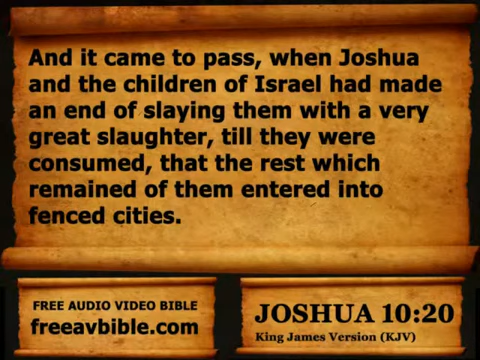 And it came to pass, when Joshua
and the children of Israel had made
an end of slaying them with a very
great slaughter, till they were
consumed, that the rest which
remained of them entered into
fenced cities.
FREE AUDIO VIDEO BIBLE
freeavbible.com
JOSHUA 10:20
King James Version (KJV)